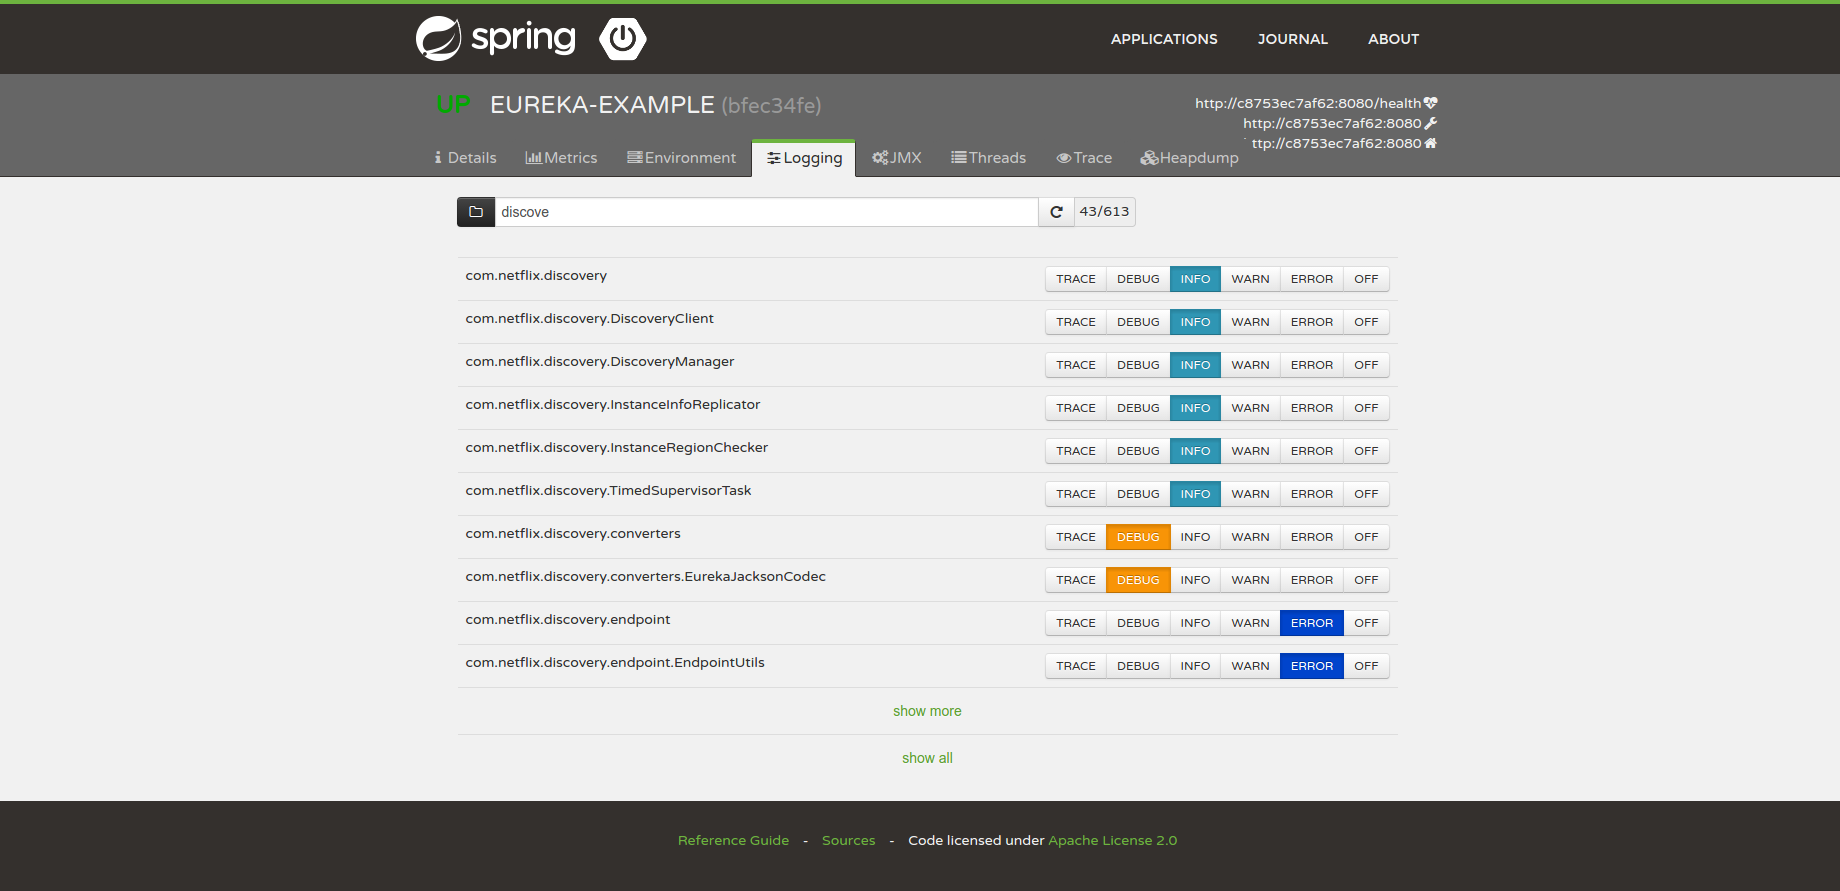 spring
APPLICATIONS JOURNAL ABOUT
UP EUREKA-EXAMPLE (bfec34fe)
http://c8753ec7af62:8080/health
http://c8753ec7af62:8080
ttp://c8753ec7af62:8080
Details Metrics Environment Logging JMX Threads Trace Heapdump
discove 43/613
com.netflix.discovery TRACE DEBUG INFO WARN ERROR OFF
com.netflix.discovery.DiscoveryClient TRACE DEBUG INFO WARN ERROR OFF
com.netflix.discovery.DiscoveryManager TRACE DEBUG INFO WARN ERROR OFF
com.netflix.discovery.InstanceInfoReplicator TRACE DEBUG INFO WARN ERROR OFF
com.netflix.discovery.InstanceRegionChecker TRACE DEBUG INFO WARN ERROR OFF
com.netflix.discovery.TimedSupervisorTask TRACE DEBUG INFO WARN ERROR OFF
com.netflix.discovery.converters TRACE DEBUG INFO WARN ERROR OFF
com.netflix.discovery.converters.EurekaJacksonCodec TRACE DEBUG INFO WARN ERROR OFF
com.netflix.discovery.endpoint TRACE DEBUG INFO WARN ERROR OFF
com.netflix.discovery.endpoint.EndpointUtils TRACE DEBUG INFO WARN ERROR OFF
show more
show all
Reference Guide - Sources - Code licensed under Apache License 2.0